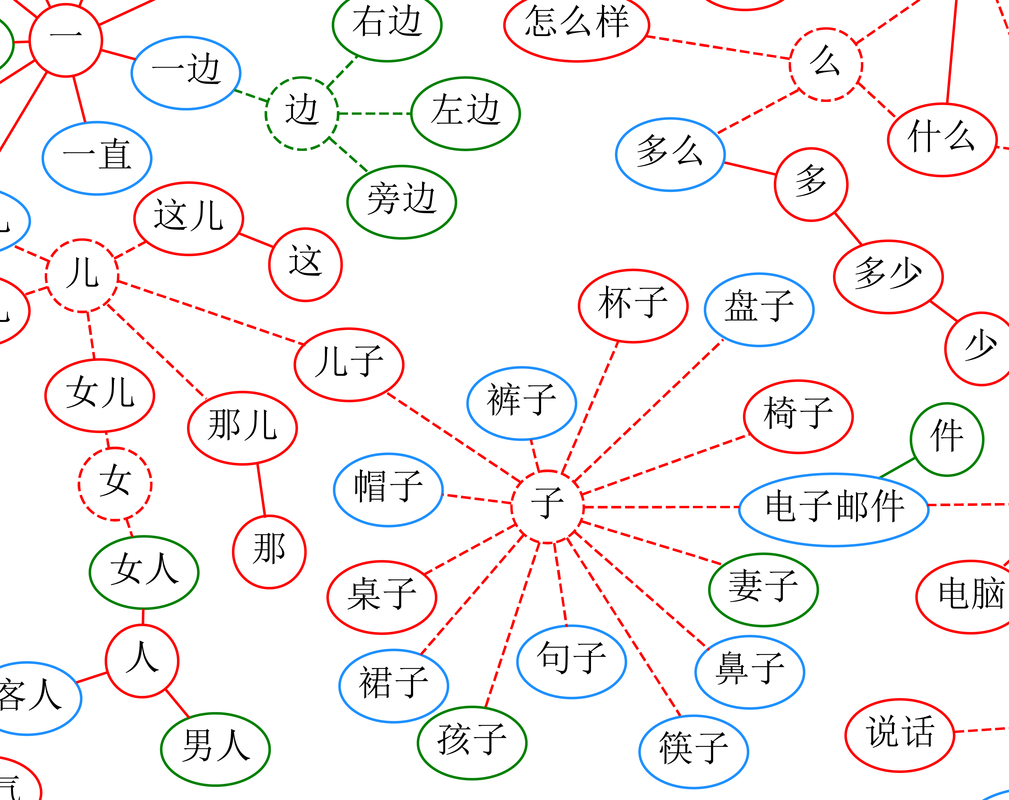 右边
怎么样
一
么
一边
边
左边
什么
一直
多么
多
旁边
这儿
这
儿
多少
杯子
盘子
少
儿子
女儿
裤子
椅子
那儿
件
女
帽子
子
电子邮件
那
女人
桌子
妻子
电脑
人
句子
鼻子
客人
裙子
男人
孩子
筷子
说话